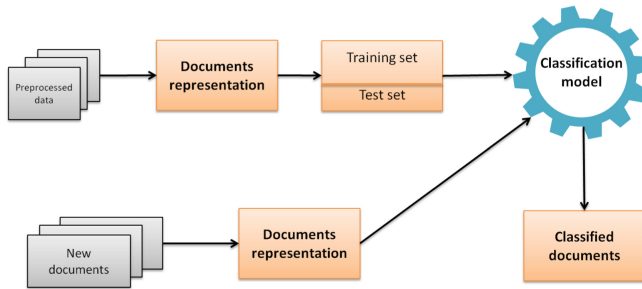 Preprocessed
data
Documents
representation
Training set
Test set
Classification
model
New
documents
Documents
representation
Classified
documents